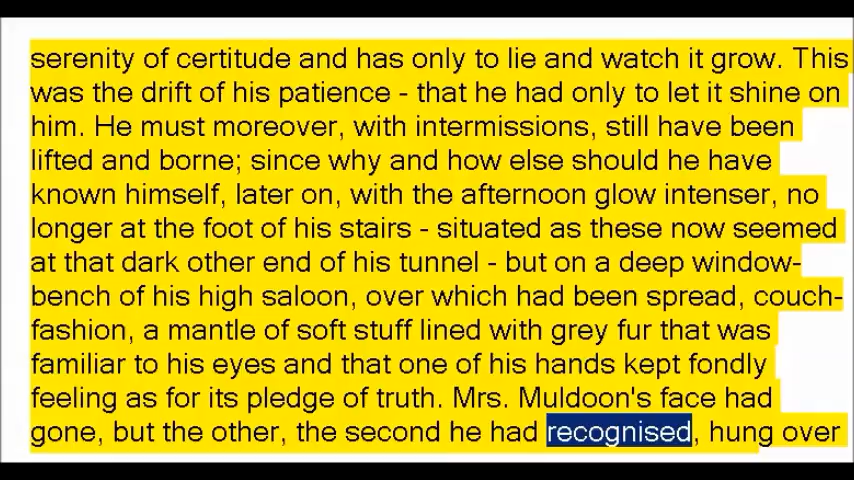 serenity of certitude and has only to lie and watch it grow. This
was the drift of his patience - that he had only to let it shine on
him. He must moreover, with intermissions, still have been
lifted and borne; since why and how else should he have
known himself, later on, with the afternoon glow intenser, no
longer at the foot of his stairs - situated as these now seemed
at that dark other end of his tunnel - but on a deep window-
bench of his high saloon, over which had been spread, couch-
fashion, a mantle of soft stuff lined with grey fur that was
familiar to his eyes and that one of his hands kept fondly
feeling as for its pledge of truth. Mrs. Muldoon's face had
gone, but the other, the second he had recognised, hung over